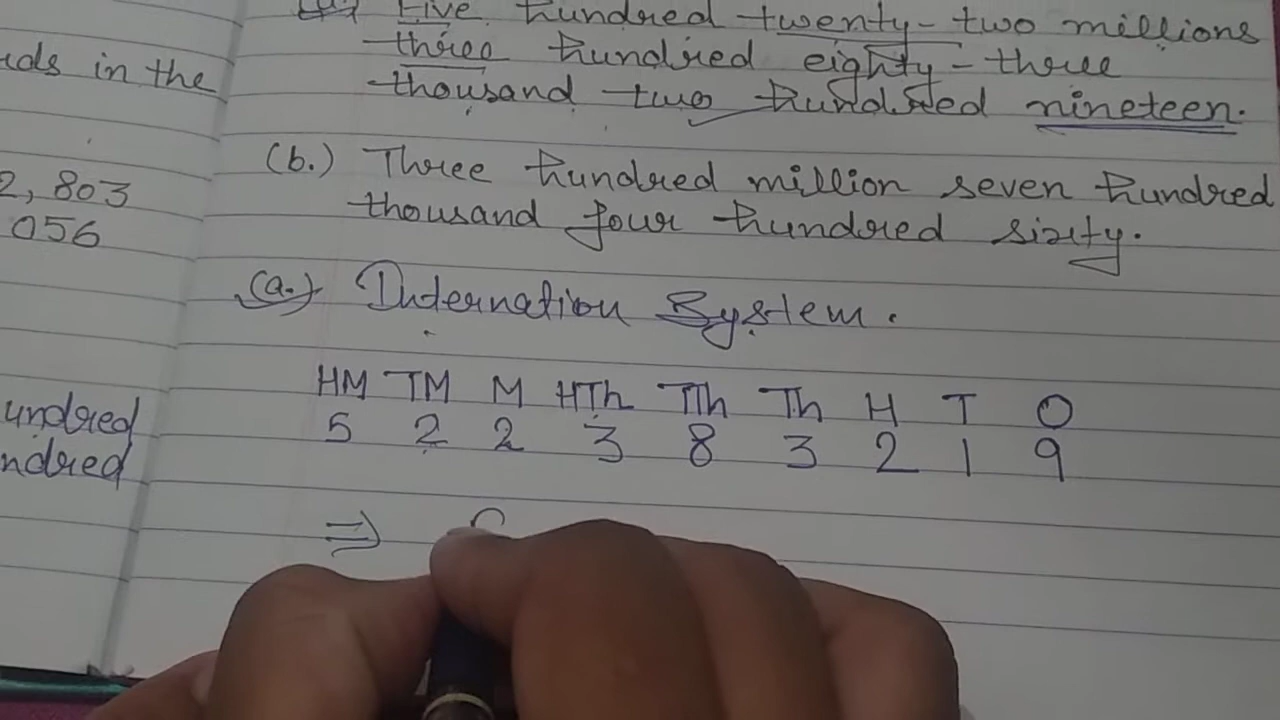 (a.) Five hundred twenty-two millions
three hundred eighty-three
thousand two hundred nineteen.
(b.) Three hundred million seven hundred
thousand four hundred sixty.
(a.) Internation System.
HM TM M HTh TTh Th H T O
5 2 2 3 8 3 2 1 9
⇒
in the
2,803
056
undred
ndred